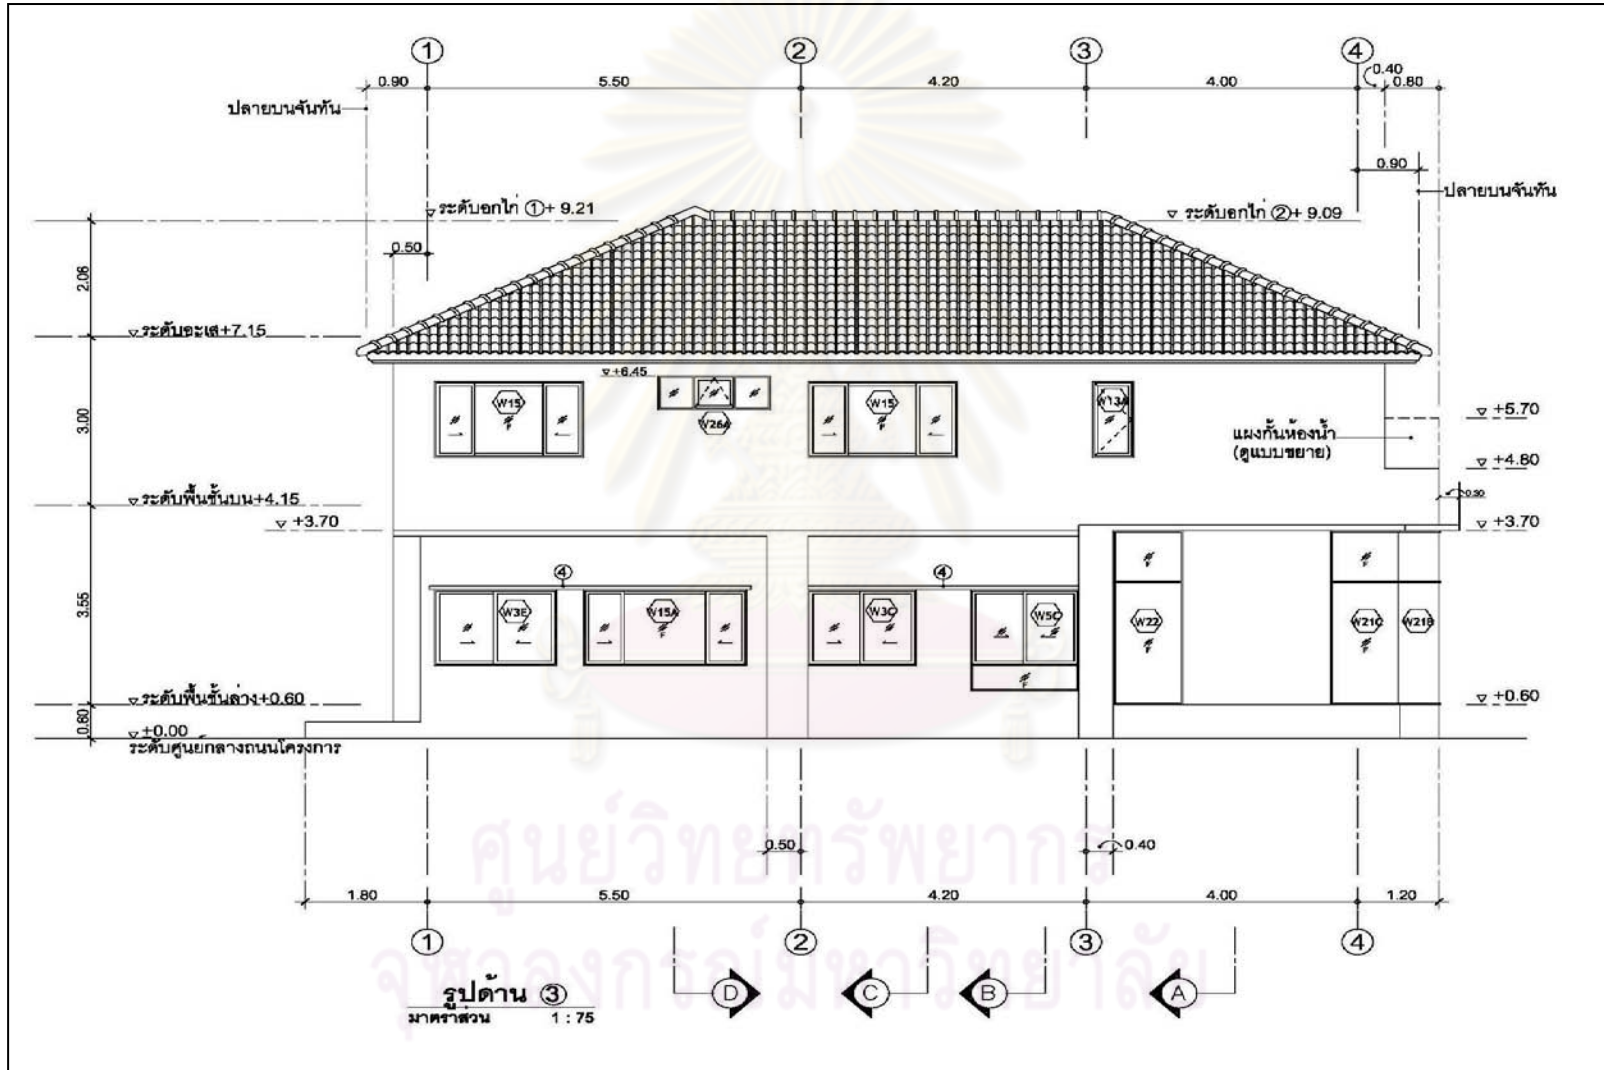 1 2 3 4
0.90 5.50 4.20 4.00 0.40 0.80
ปลายบนจันทัน
0.90
ปลายบนจันทัน
ระดับอกไก่ 1+ 9.21
ระดับอกไก่ 2+ 9.09
0.50
2.06
ระดับอะเส+7.15
+6.45
W15
W26A
W15
W13A
3.00
+5.70
แผงกั้นห้องน้ำ
(ดูแบบขยาย)
+4.80
ระดับพื้นชั้นบน+4.15
0.30
+3.70
+3.70
4 4
3.55
W3E W15A W3C W5C W22 W21C W21B
F F F F F F F F
ระดับพื้นชั้นล่าง+0.60
+0.60
0.60
±0.00
ระดับศูนย์กลางถนนโครงการ
0.50 0.40
1.80 5.50 4.20 4.00 1.20
1 2 3 4
D C B A
รูปด้าน 3
มาตราส่วน 1 : 75
ศูนย์วิทยทรัพยากร
จุฬาลงกรณ์มหาวิทยาลัย